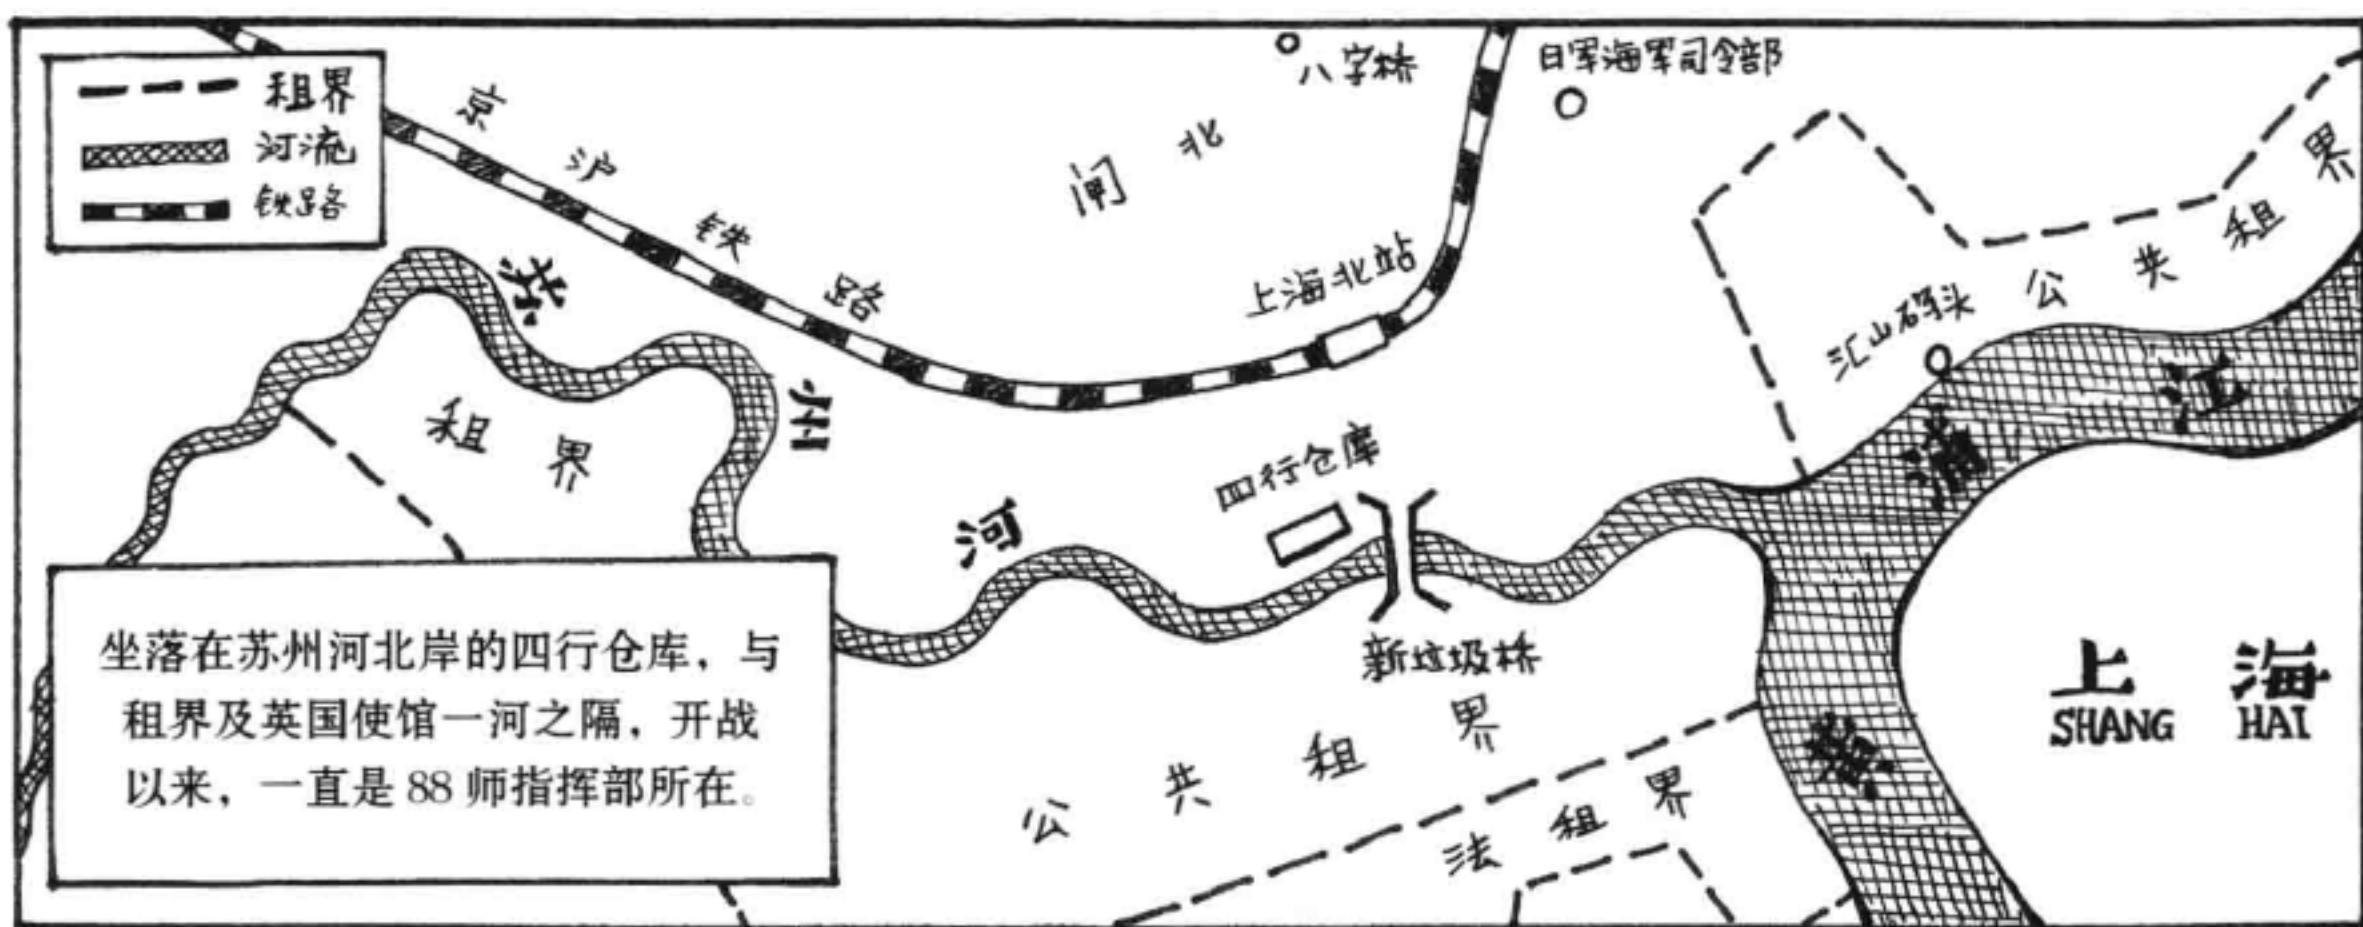 租界
河流
铁路
京沪铁路
八字桥
日军海军司令部
闸北
上海北站
苏州河
租界
四行仓库
新垃圾桥
汇山码头
公共租界
黄浦江
公共租界
法租界
上海
SHANG HAI
坐落在苏州河北岸的四行仓库，与
租界及英国使馆一河之隔，开战
以来，一直是 88 师指挥部所在。